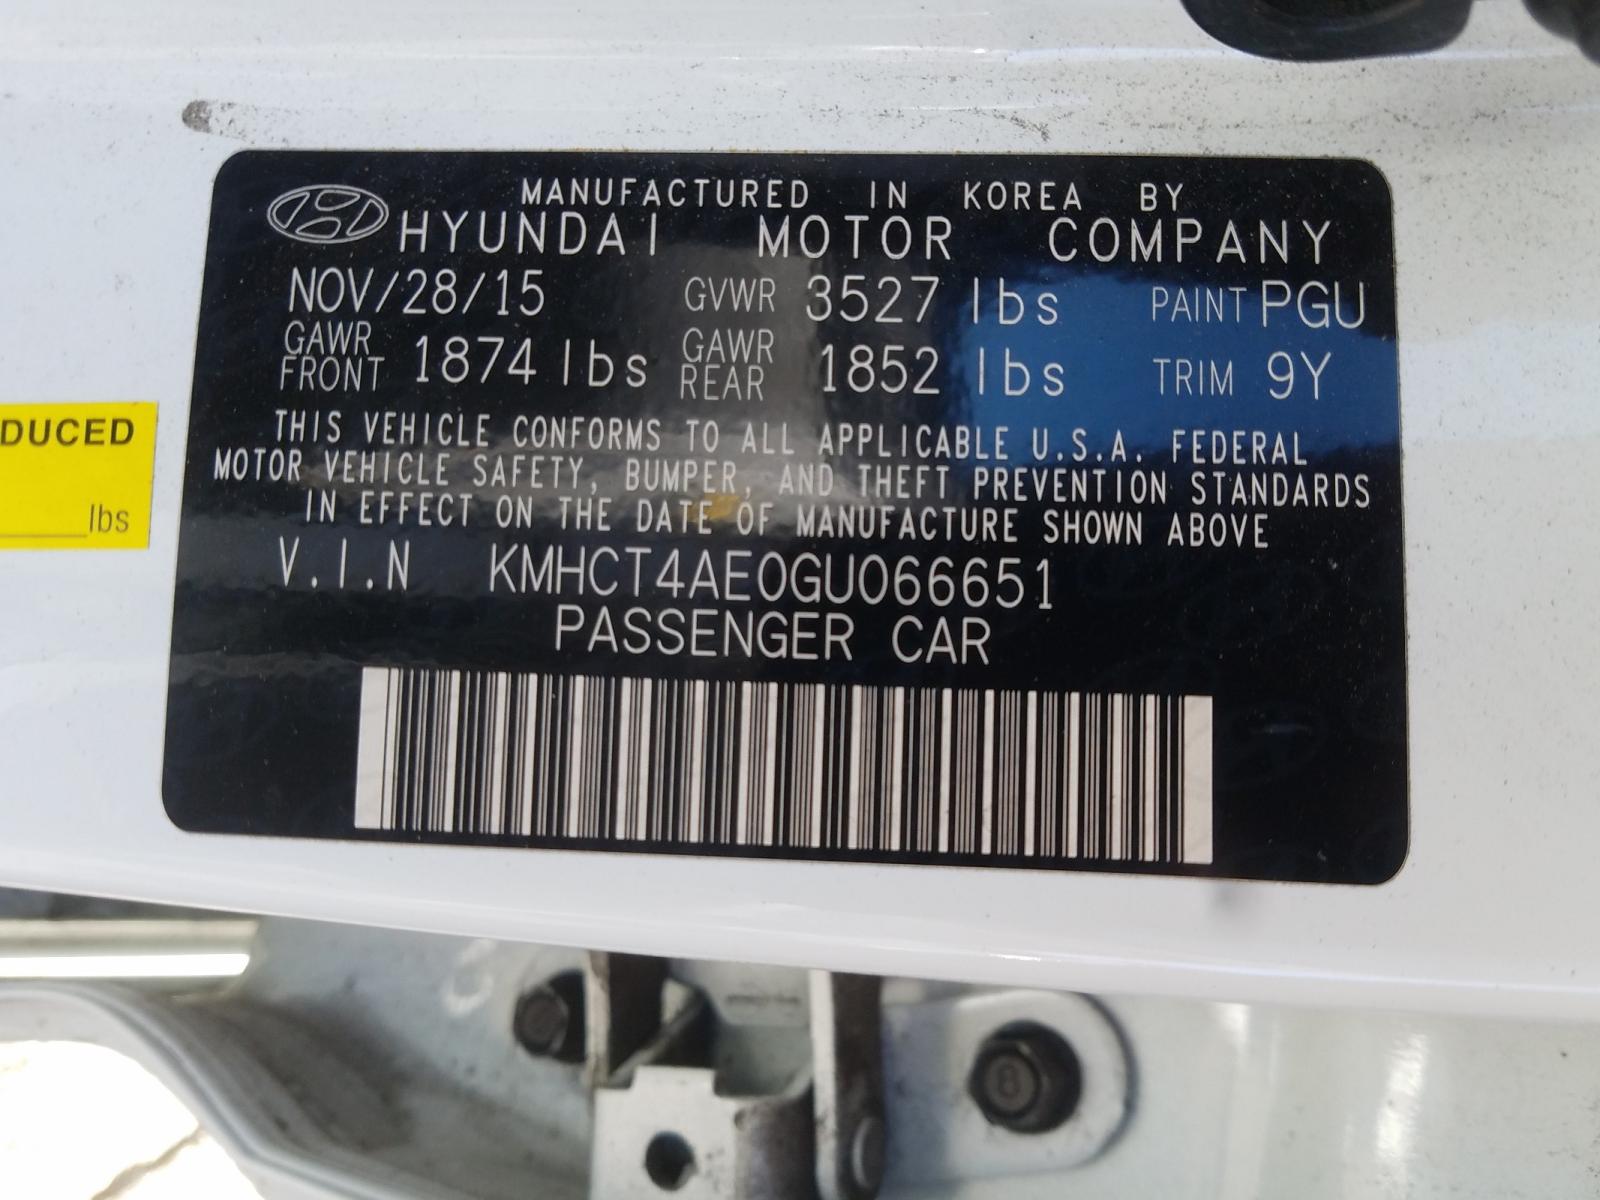 MANUFACTURED IN KOREA BY
HYUNDAI MOTOR COMPANY
NOV/28/15 GVWR 3527 lbs PAINT PGU
GAWR FRONT 1874 lbs GAWR REAR 1852 lbs TRIM 9Y
THIS VEHICLE CONFORMS TO ALL APPLICABLE U.S.A. FEDERAL
MOTOR VEHICLE SAFETY, BUMPER, AND THEFT PREVENTION STANDARDS
IN EFFECT ON THE DATE OF MANUFACTURE SHOWN ABOVE
V.I.N KMHCT4AE0GU066651
PASSENGER CAR
DUCED
lbs
8